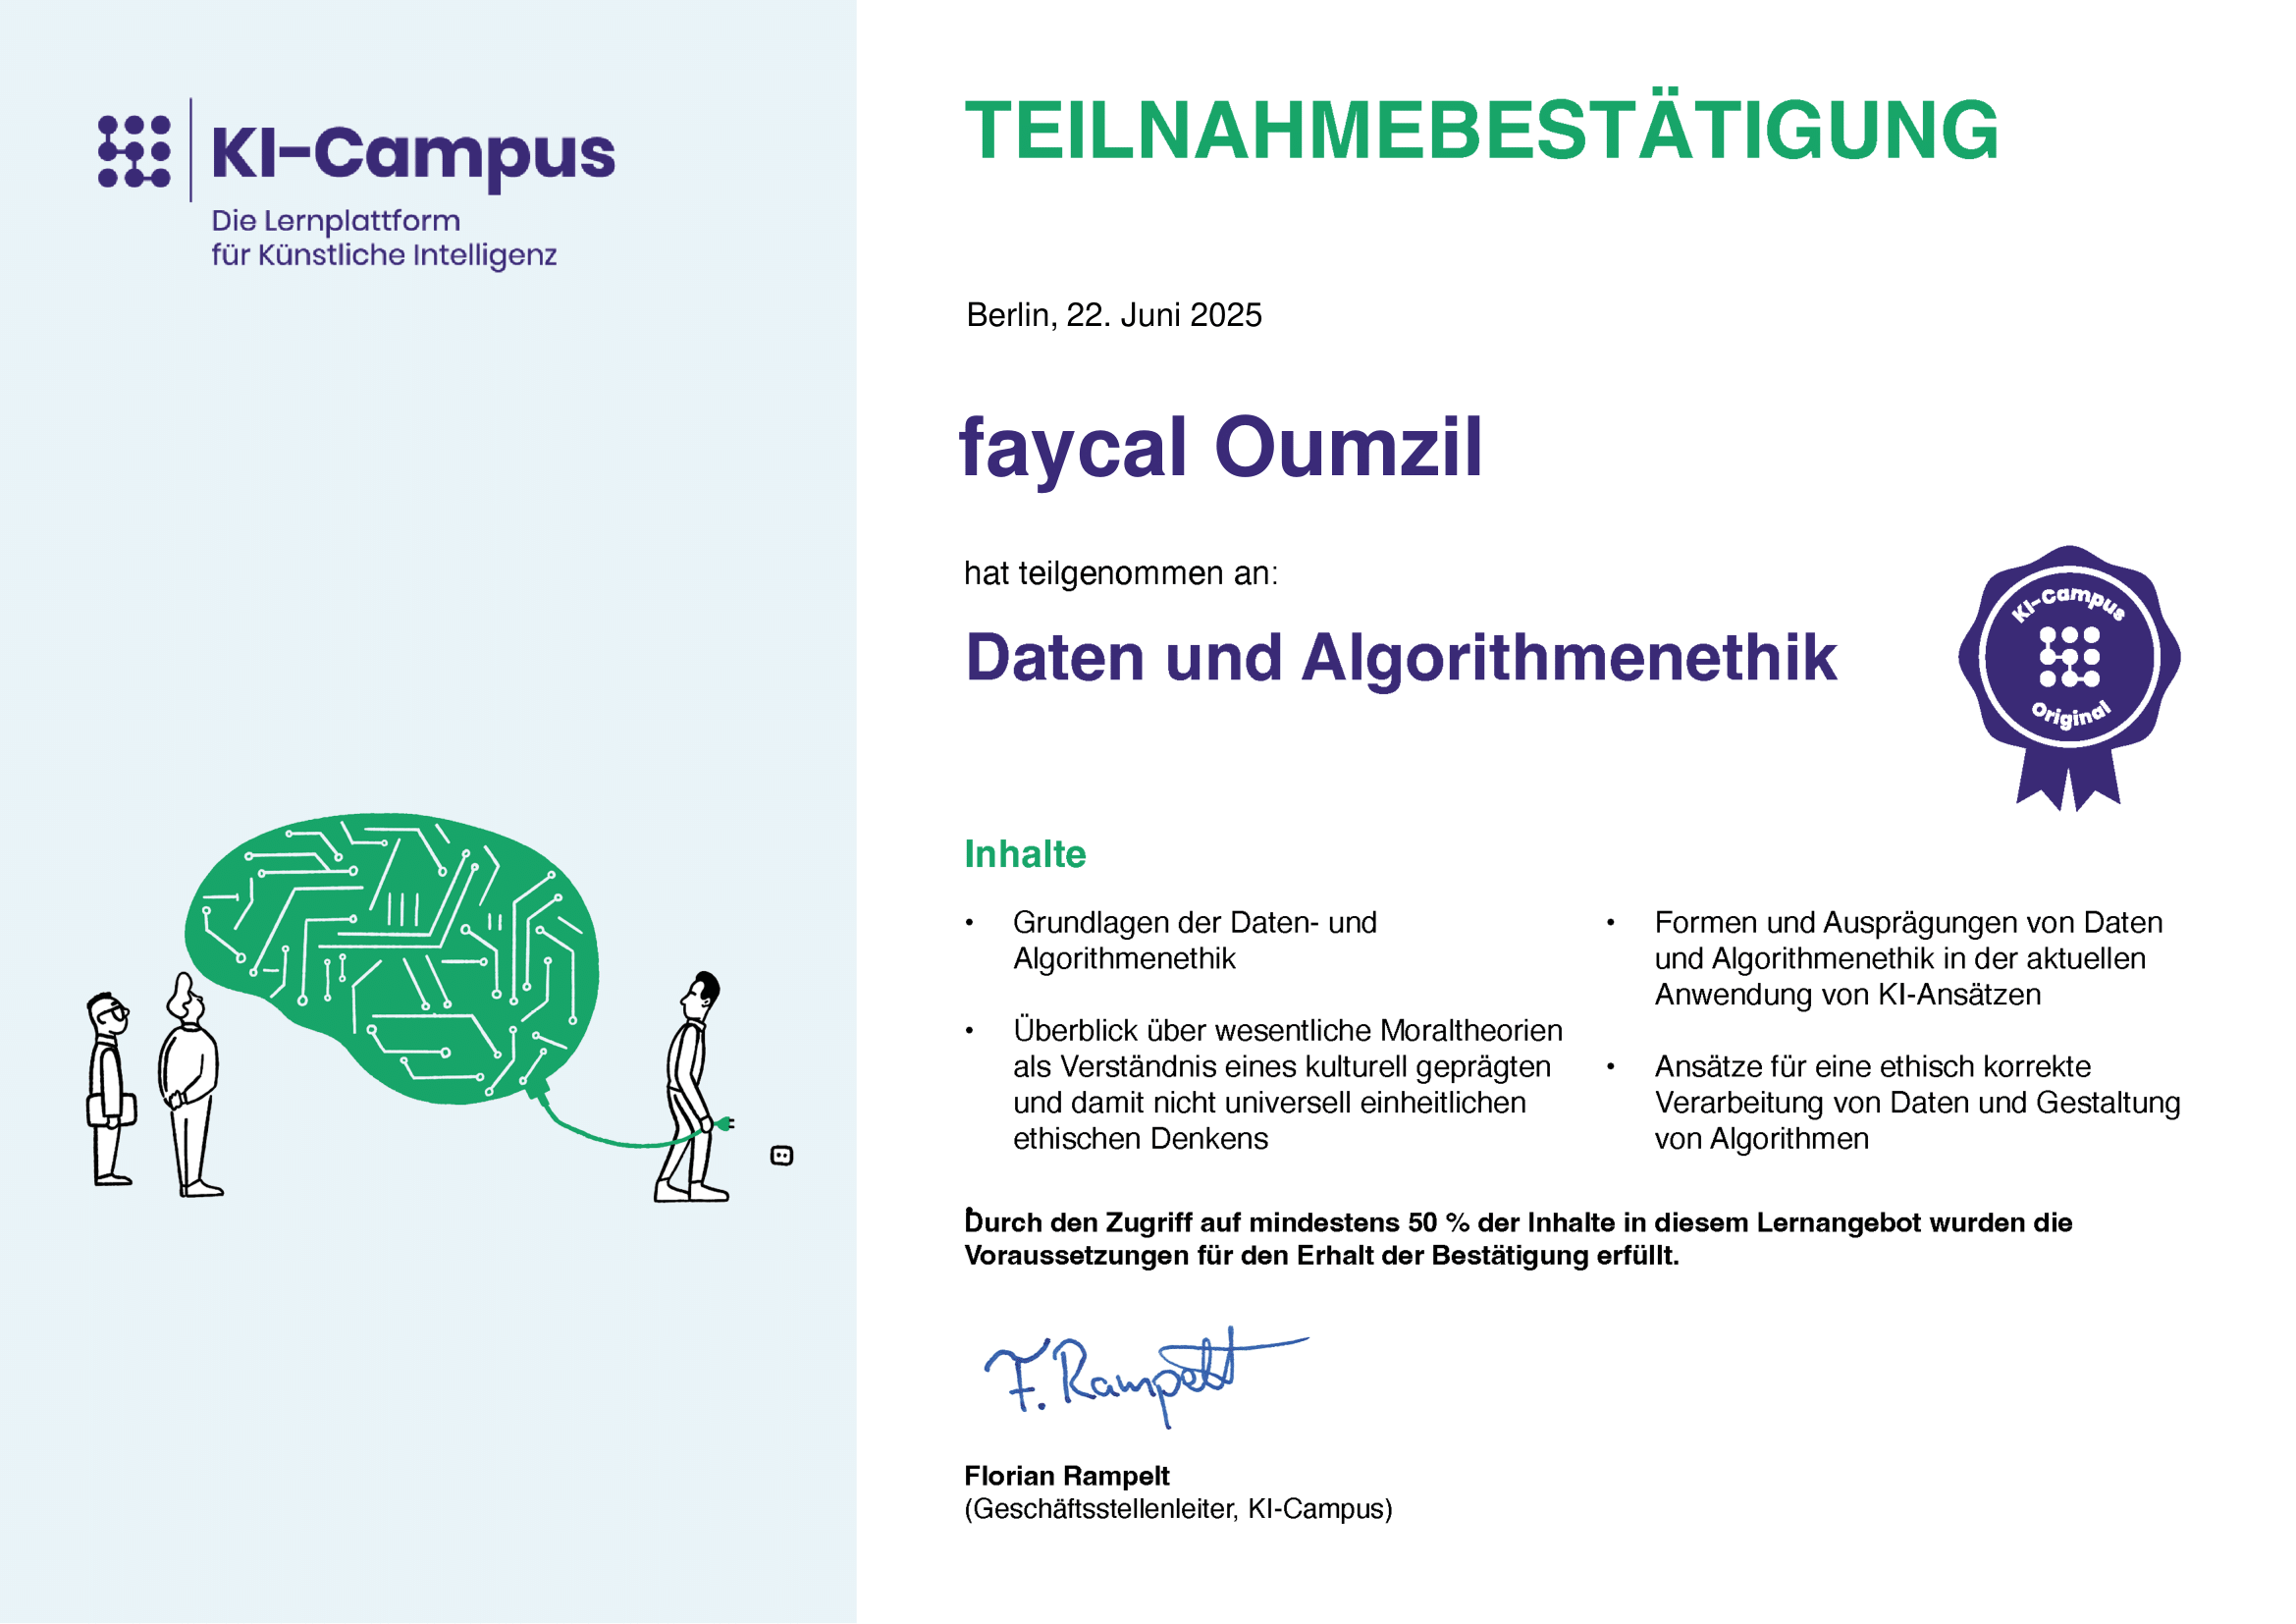 KI-Campus
Die Lernplattform
für Künstliche Intelligenz
TEILNAHMEBESTÄTIGUNG
Berlin, 22. Juni 2025
faycal Oumzil
hat teilgenommen an:
Daten und Algorithmenethik
KI-Campus
Original
Inhalte
• Grundlagen der Daten- und
Algorithmenethik
• Überblick über wesentliche Moraltheorien
als Verständnis eines kulturell geprägten
und damit nicht universell einheitlichen
ethischen Denkens
• Formen und Ausprägungen von Daten
und Algorithmenethik in der aktuellen
Anwendung von KI-Ansätzen
• Ansätze für eine ethisch korrekte
Verarbeitung von Daten und Gestaltung
von Algorithmen
Durch den Zugriff auf mindestens 50 % der Inhalte in diesem Lernangebot wurden die
Voraussetzungen für den Erhalt der Bestätigung erfüllt.
F. Rampelt
Florian Rampelt
(Geschäftsstellenleiter, KI-Campus)